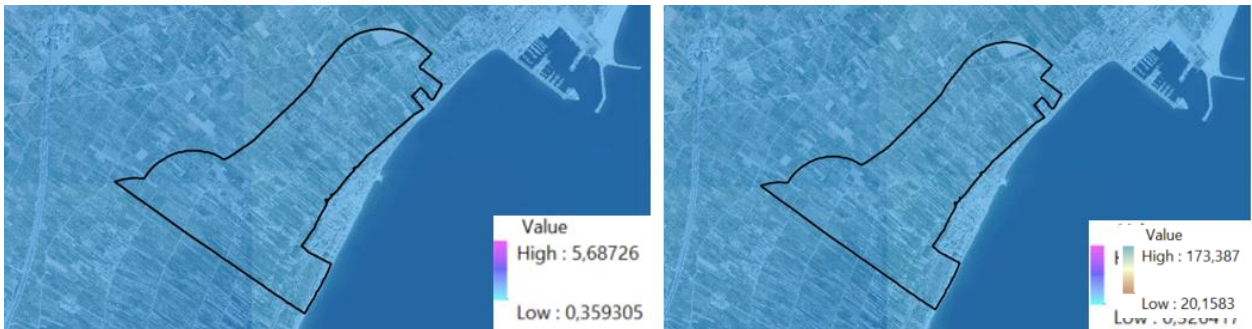 Value
High : 5,68726
Low : 0,359305
Value
High : 173,387
Low : 20,1583